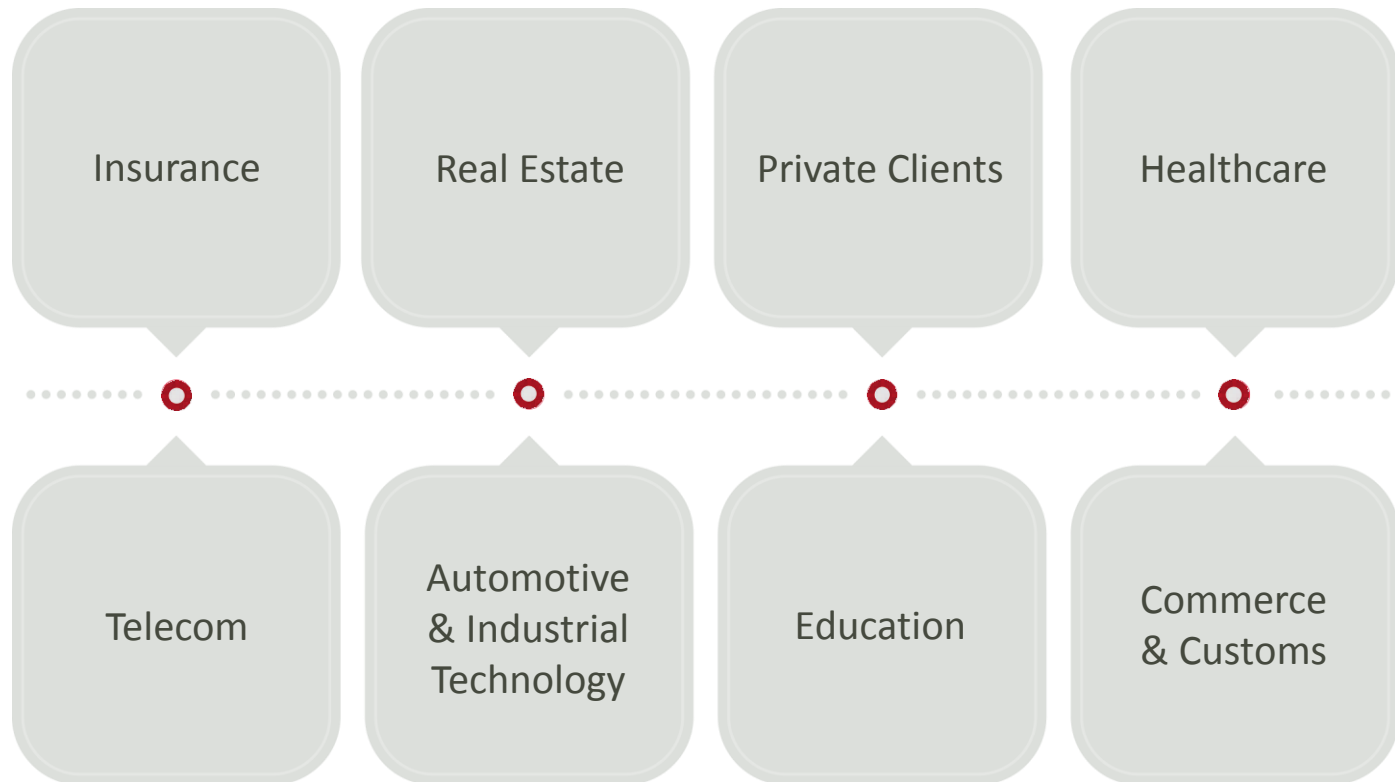 Insurance
Real Estate
Private Clients
Healthcare
Telecom
Automotive
& Industrial
Technology
Education
Commerce
& Customs